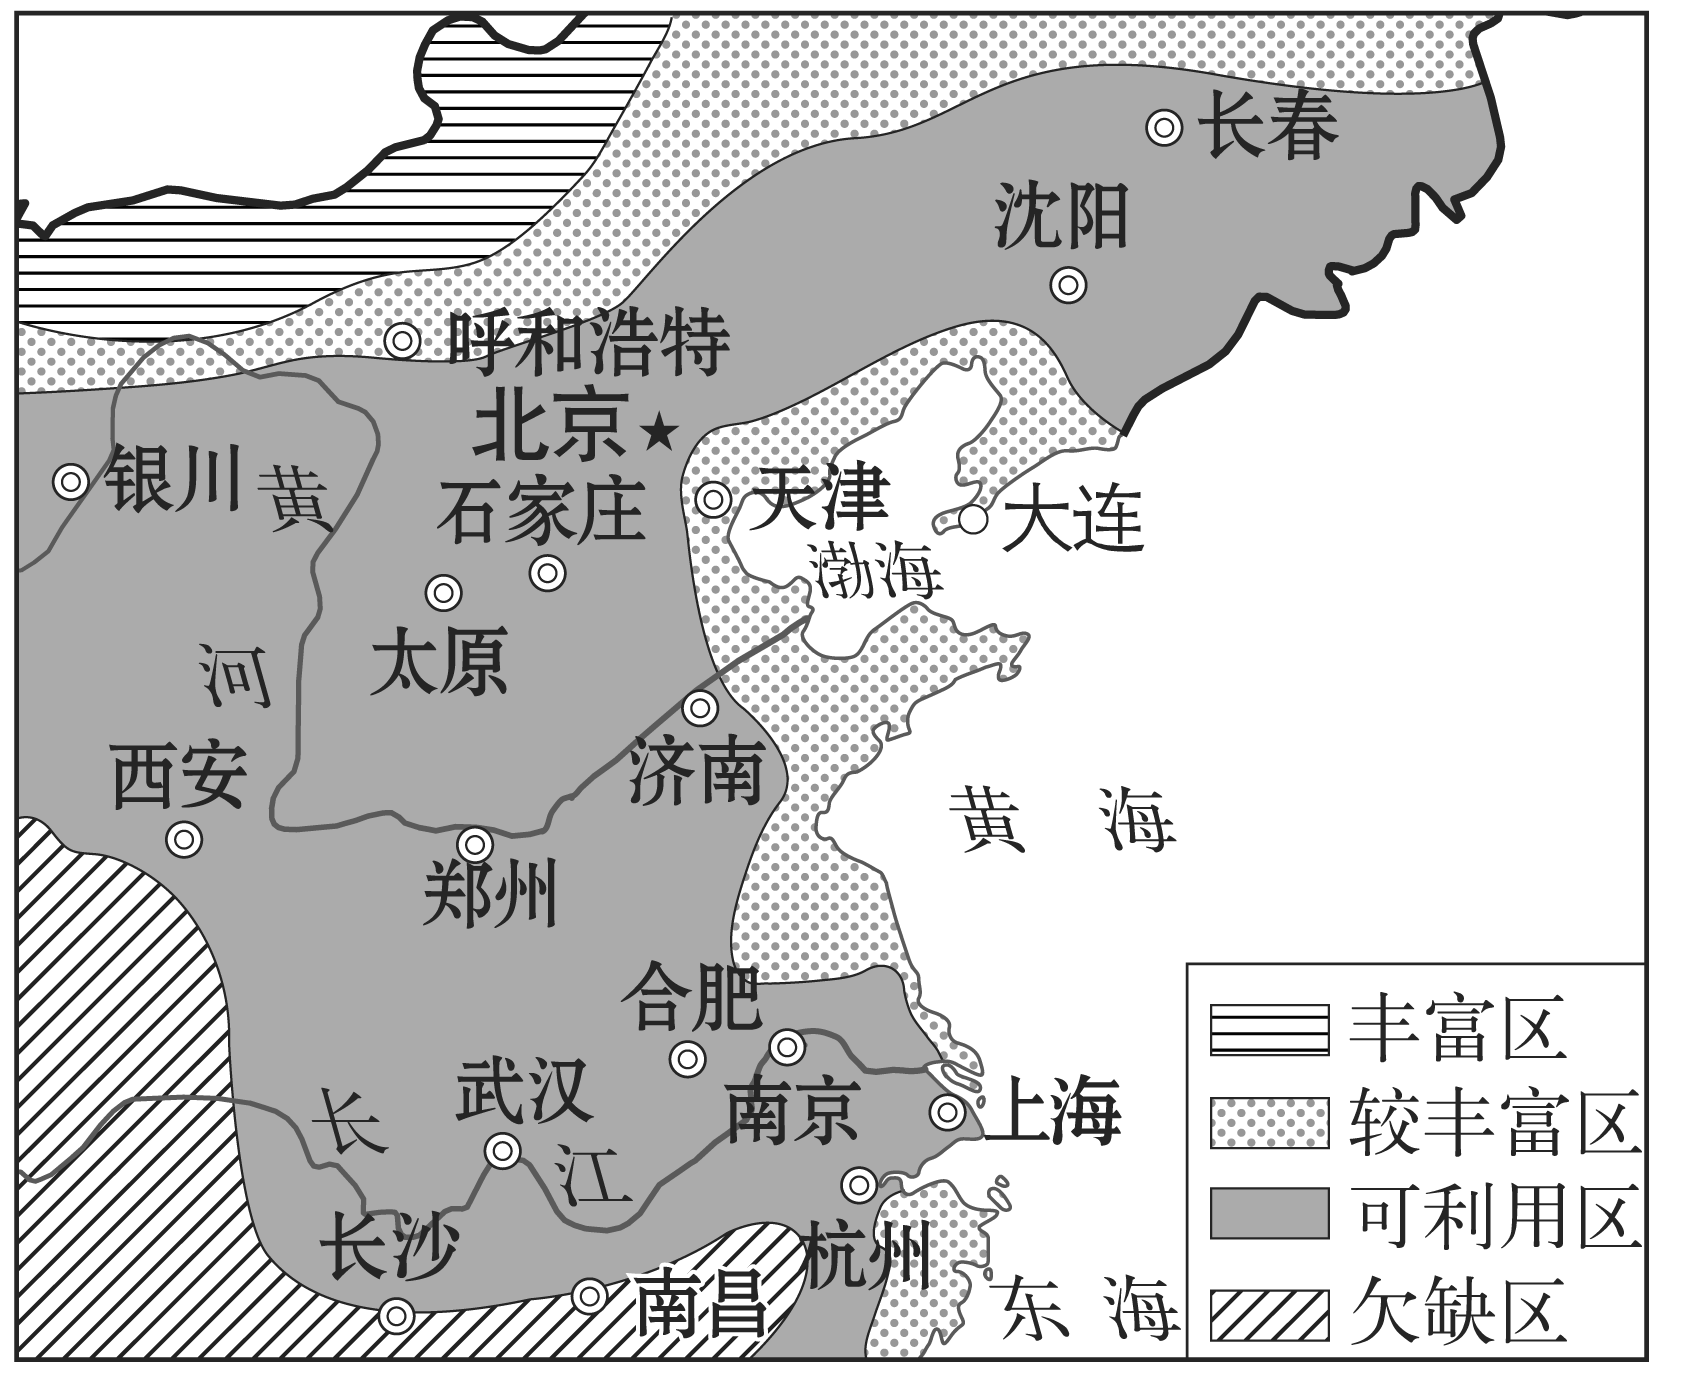 长春
沈阳
呼和浩特
北京
银川
黄
石家庄
天津
大连
渤海
太原
河
济南
西安
黄 海
郑州
合肥
武汉
南京
上海
长
江
长沙
杭州
南昌
东 海
丰富区
较丰富区
可利用区
欠缺区